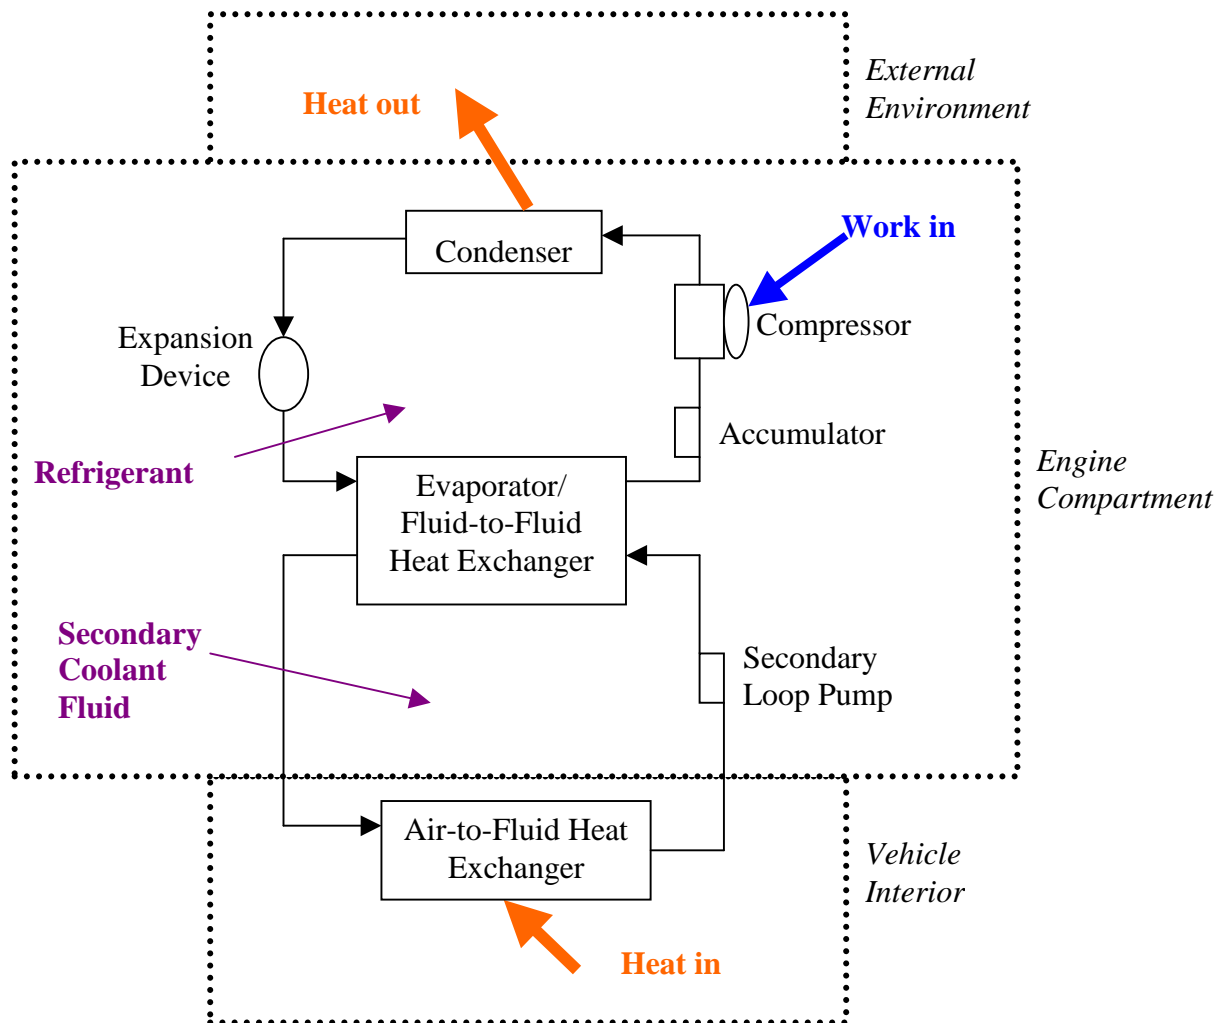 External
Environment
Heat out
Work in
Condenser
Compressor
Expansion
Device
Accumulator
Refrigerant
Engine
Compartment
Evaporator/
Fluid-to-Fluid
Heat Exchanger
Secondary
Coolant
Fluid
Secondary
Loop Pump
Air-to-Fluid Heat
Exchanger
Vehicle
Interior
Heat in